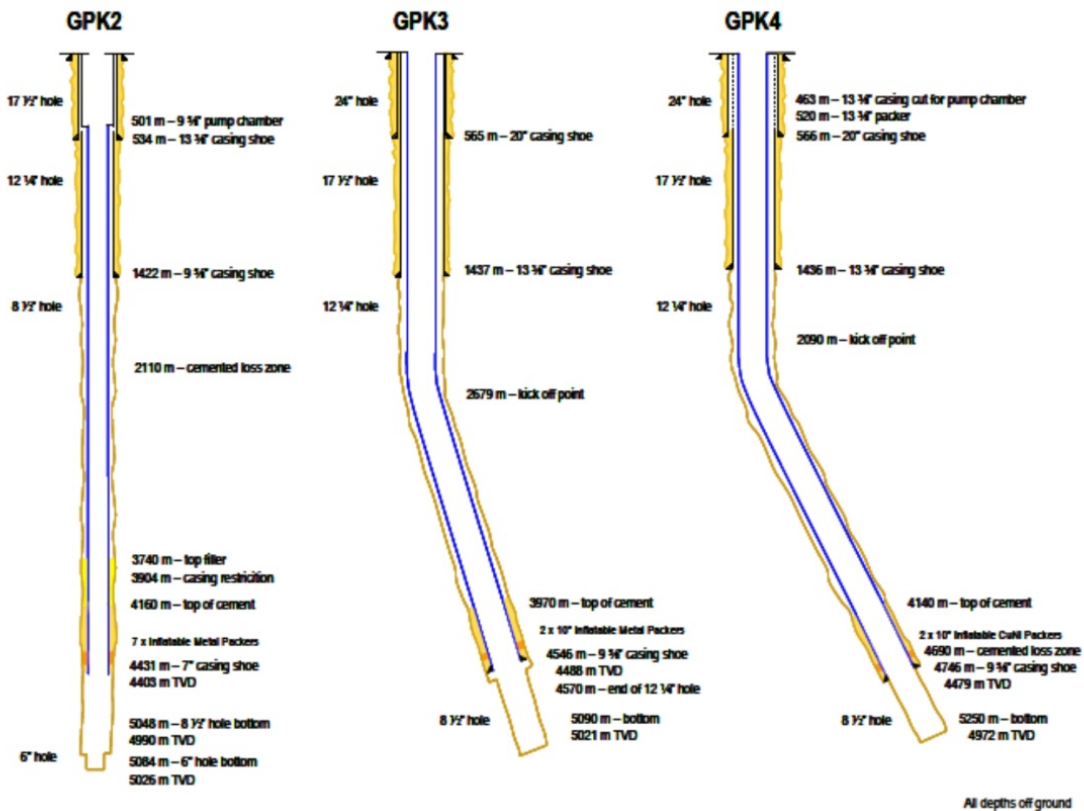 GPK2
17 ½" hole
501 m – 9 ⅝" pump chamber
534 m – 13 ⅜" casing shoe
12 ¼" hole
1422 m – 9 ⅝" casing shoe
8 ½" hole
2110 m – cemented loss zone
3740 m – top filler
3904 m – casing restricition
4160 m – top of cement
7 x Inflatable Metal Packers
4431 m – 7" casing shoe
4403 m TVD
5048 m – 8 ½" hole bottom
4990 m TVD
6" hole
5084 m – 6" hole bottom
5026 m TVD
GPK3
24" hole
565 m – 20" casing shoe
17 ½" hole
1437 m – 13 ⅜" casing shoe
12 ¼" hole
2679 m – kick off point
3970 m – top of cement
2 x 10" Inflatable Metal Packers
4546 m – 9 ⅝" casing shoe
4488 m TVD
4570 m – end of 12 ¼" hole
8 ½" hole
5090 m – bottom
5021 m TVD
GPK4
24" hole
463 m – 13 ⅜" casing cut for pump chamber
520 m – 13 ⅜" packer
566 m – 20" casing shoe
17 ½" hole
1436 m – 13 ⅜" casing shoe
12 ¼" hole
2090 m – kick off point
4140 m – top of cement
2 x 10" Inflatable CuNi Packers
4690 m – cemented loss zone
4746 m – 9 ⅝" casing shoe
4479 m TVD
8 ½" hole
5250 m – bottom
4972 m TVD
All depths off ground